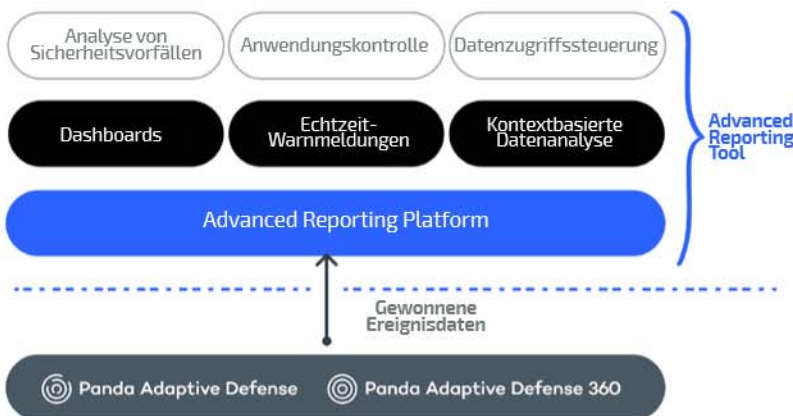 Analyse von
Sicherheitsvorfällen
Anwendungskontrolle
Datenzugriffssteuerung
Dashboards
Echtzeit-
Warnmeldungen
Kontextbasierte
Datenanalyse
Advanced
Reporting
Tool
Advanced Reporting Platform
Gewonnene
Ereignisdaten
Panda Adaptive Defense
Panda Adaptive Defense 360